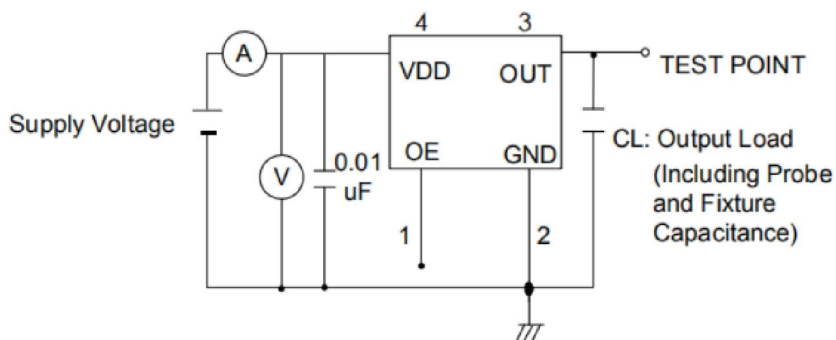 4 3
A
VDD OUT
TEST POINT
Supply Voltage
CL: Output Load
(Including Probe
and Fixture
Capacitance)
OE GND
0.01
uF
V
1 2